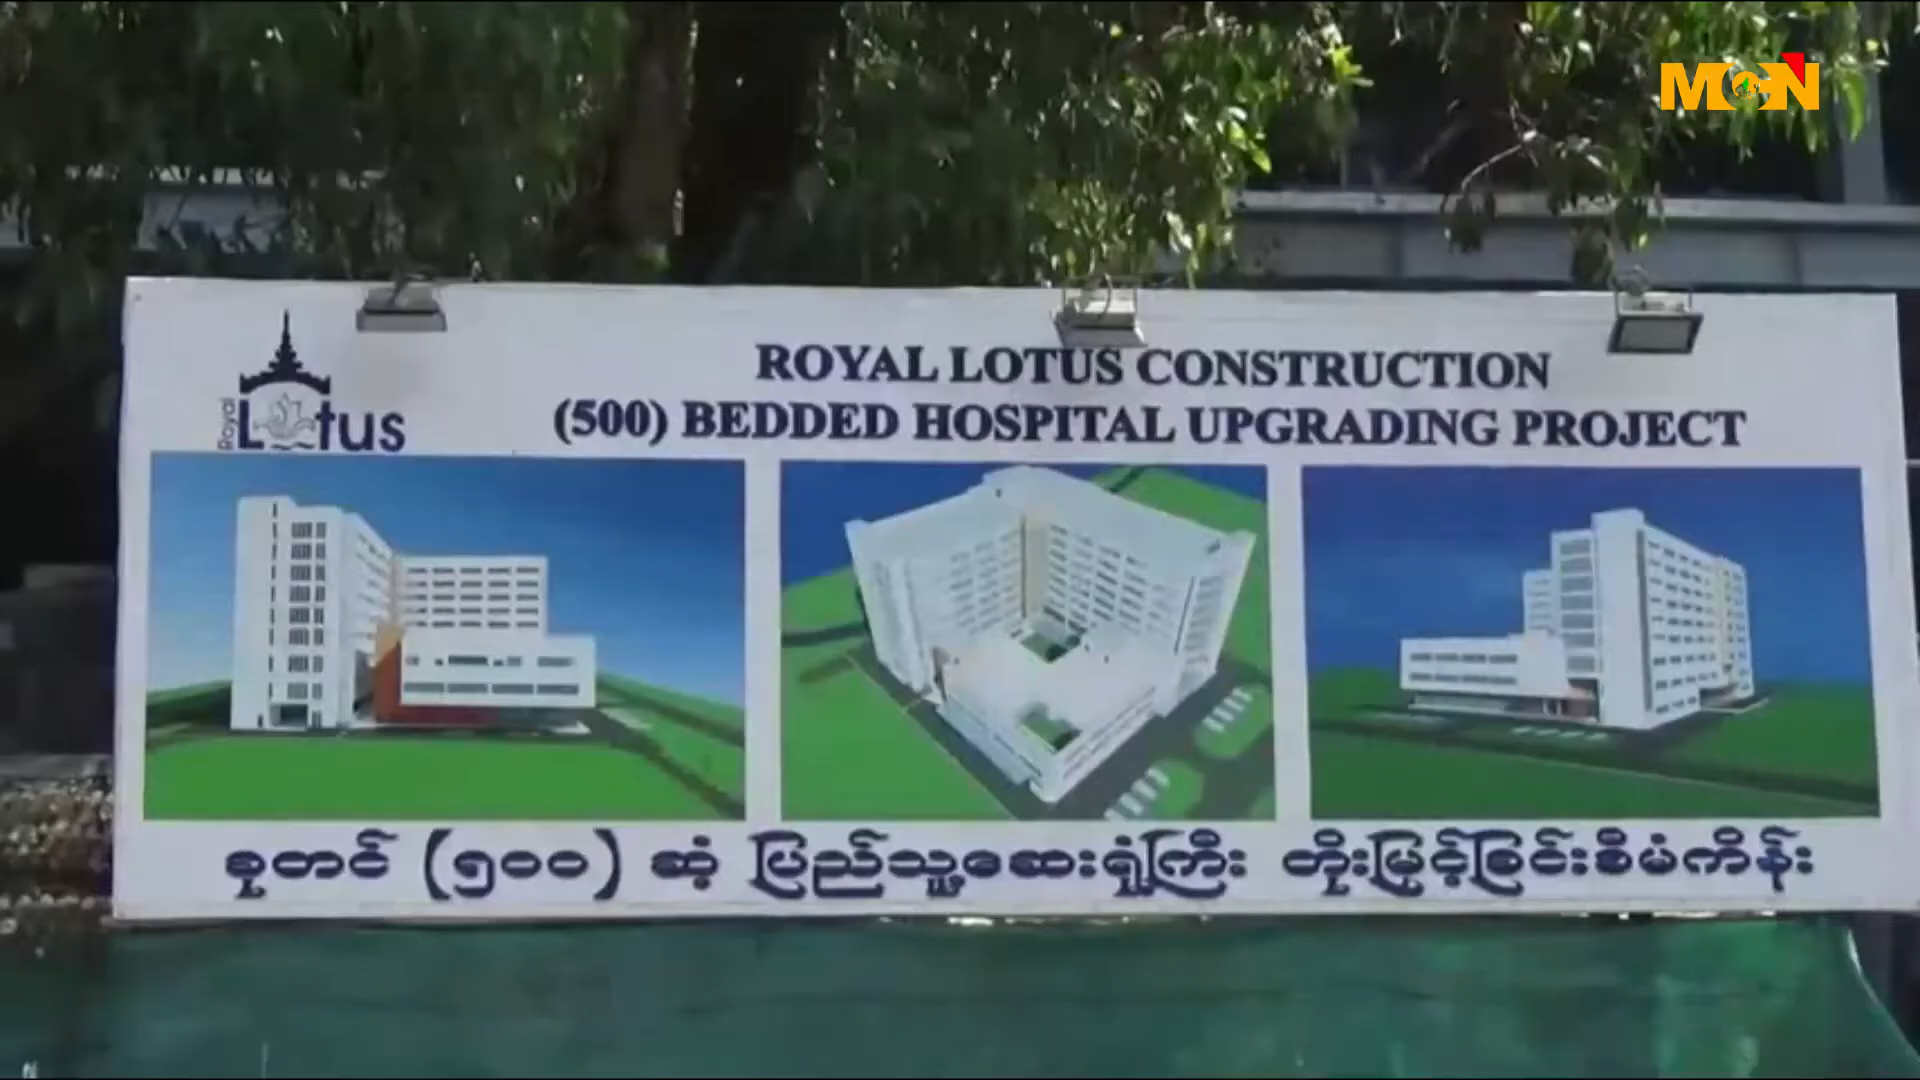 MCN
ROYAL LOTUS CONSTRUCTION
Royal Lotus
(500) BEDDED HOSPITAL UPGRADING PROJECT
ခုတင် (၅၀၀) ဆံ့ ပြည်သူ့ဆေးရုံကြီး တိုးမြှင့်ခြင်းစီမံကိန်း